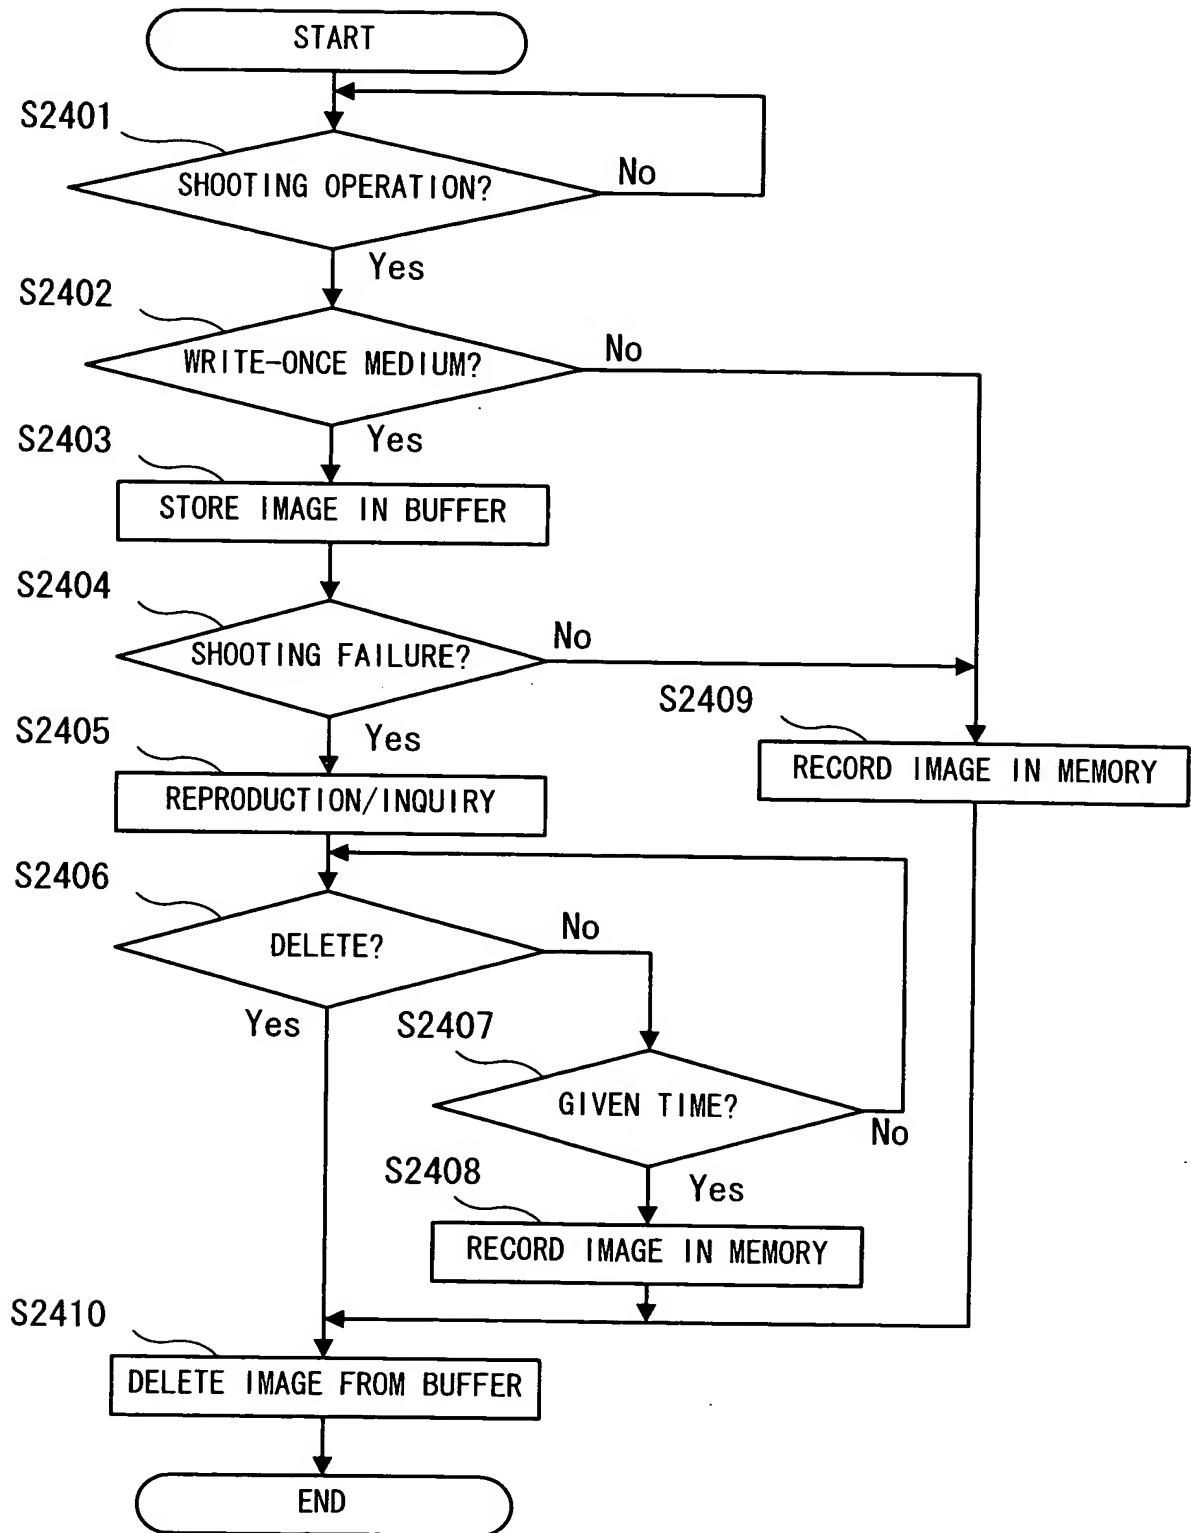 START
S2401
SHOOTING OPERATION?
No
Yes
S2402
WRITE-ONCE MEDIUM?
No
Yes
S2403
STORE IMAGE IN BUFFER
S2404
SHOOTING FAILURE?
No
Yes
S2405
REPRODUCTION/INQUIRY
S2409
RECORD IMAGE IN MEMORY
S2406
DELETE?
No
Yes
S2407
GIVEN TIME?
No
Yes
S2408
RECORD IMAGE IN MEMORY
S2410
DELETE IMAGE FROM BUFFER
END